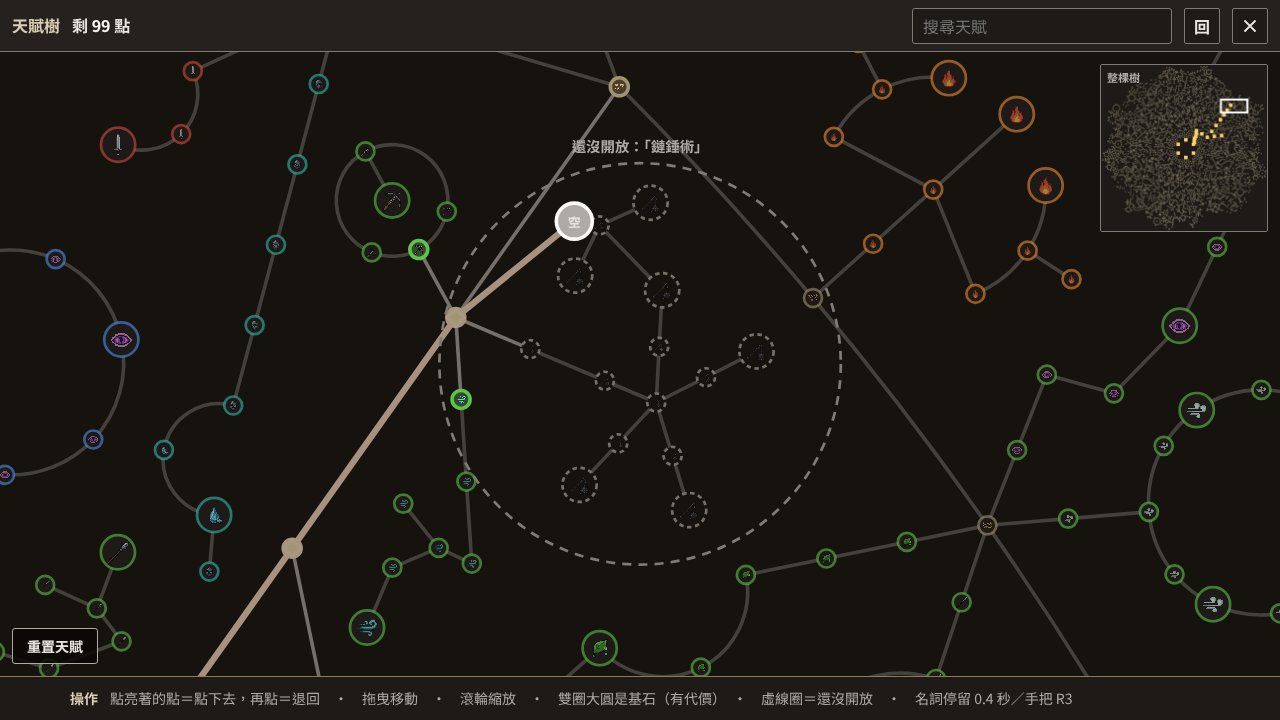 天賦樹 剩 99 點
搜尋天賦
回 ✕
整棵樹
還沒開放：「鏈錘術」
空
重置天賦
操作 點亮著的點＝點下去，再點＝退回 · 拖曳移動 · 滾輪縮放 · 雙圈大圓是基石（有代價） · 虛線圈＝還沒開放 · 名詞停留 0.4 秒／手把 R3